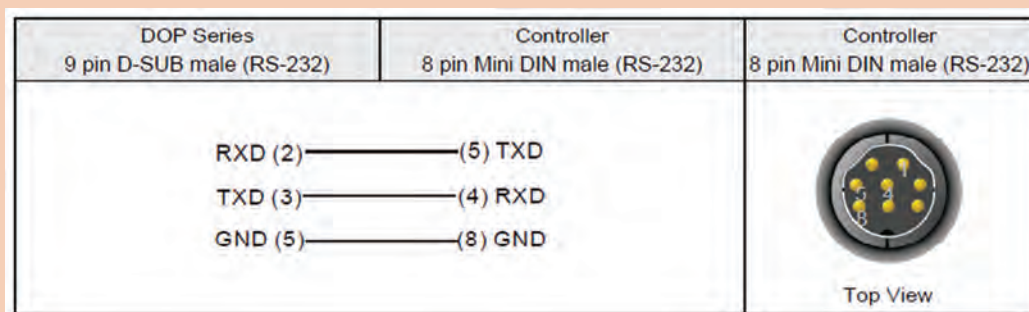 DOP Series
9 pin D-SUB male (RS-232)
Controller
8 pin Mini DIN male (RS-232)
Controller
8 pin Mini DIN male (RS-232)
RXD (2) (5) TXD
TXD (3) (4) RXD
GND (5) (8) GND
1
5 4
8
Top View